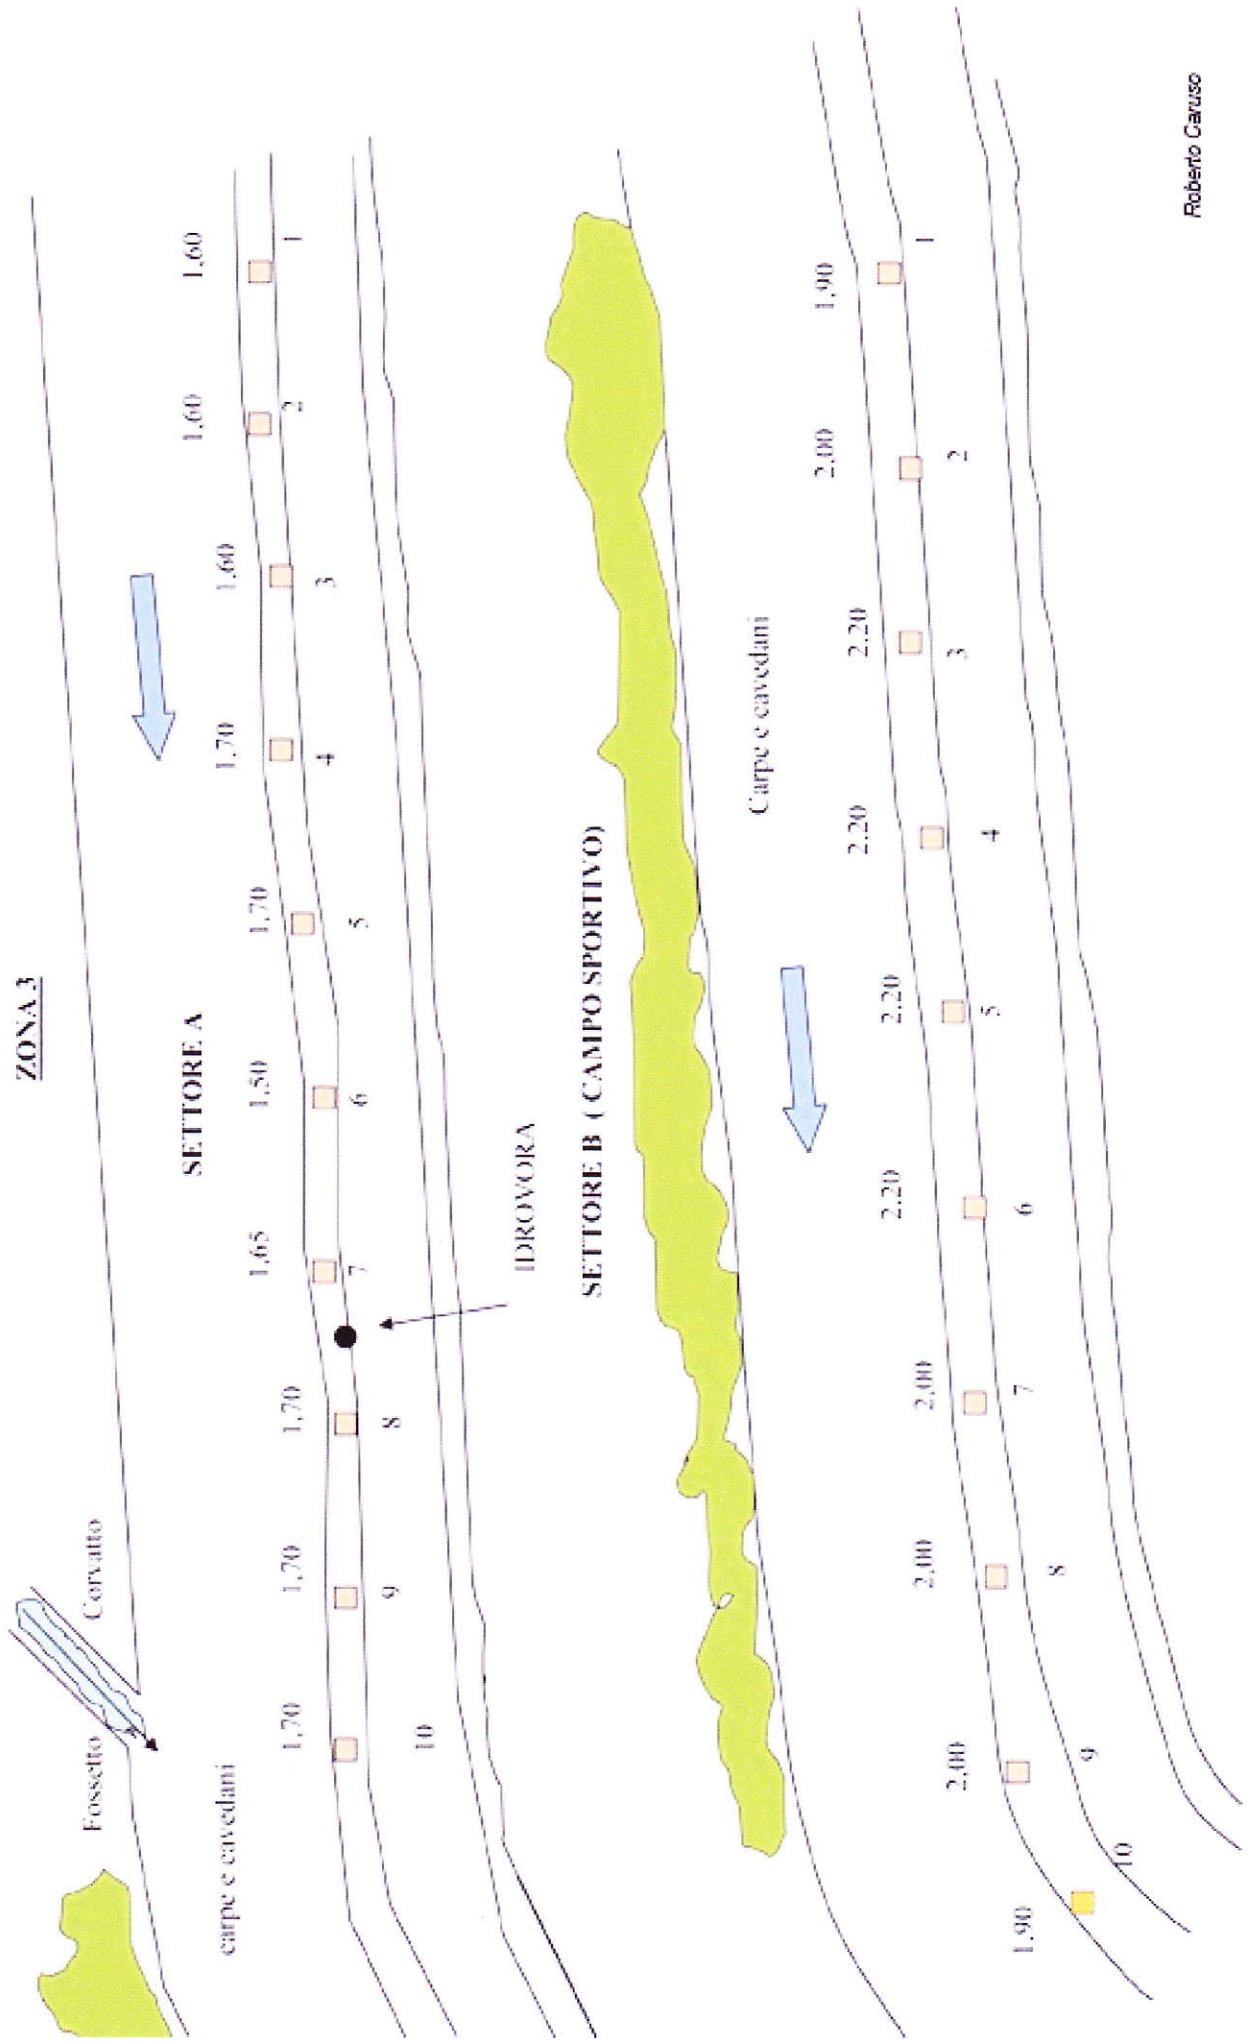 ZONA 3
Fossetto Corvatto
SETTORE A
carpe e cavedani
1.70 1.70 1.70 1.65 1.50 1.70 1.70 1.60 1.60 1.60
10 9 8 7 6 5 4 3 2 1
IDROVORA
SETTORE B ( CAMPO SPORTIVO)
Carpe e cavedani
1.90 2.00 2.00 2.00 2.20 2.20 2.20 2.20 2.00 1.90
10 9 8 7 6 5 4 3 2 1
Roberto Caruso